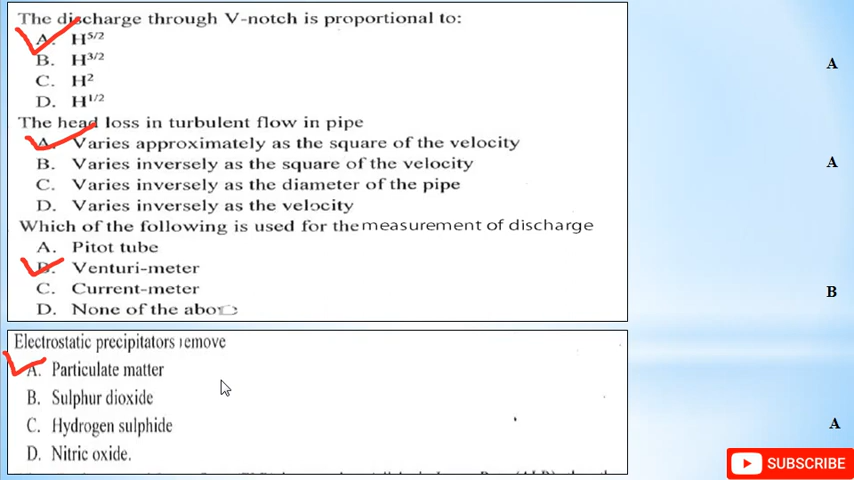 The discharge through V-notch is proportional to:
A. H5/2
A
B. H3/2
C. H2
D. H1/2
The head loss in turbulent flow in pipe
A. Varies approximately as the square of the velocity
A
B. Varies inversely as the square of the velocity
C. Varies inversely as the diameter of the pipe
D. Varies inversely as the velocity
Which of the following is used for the measurement of discharge
A. Pitot tube
B. Venturi-meter
C. Current-meter
B
D. None of the abo
Electrostatic precipitators remove
A. Particulate matter
B. Sulphur dioxide
C. Hydrogen sulphide
A
D. Nitric oxide.
SUBSCRIBE